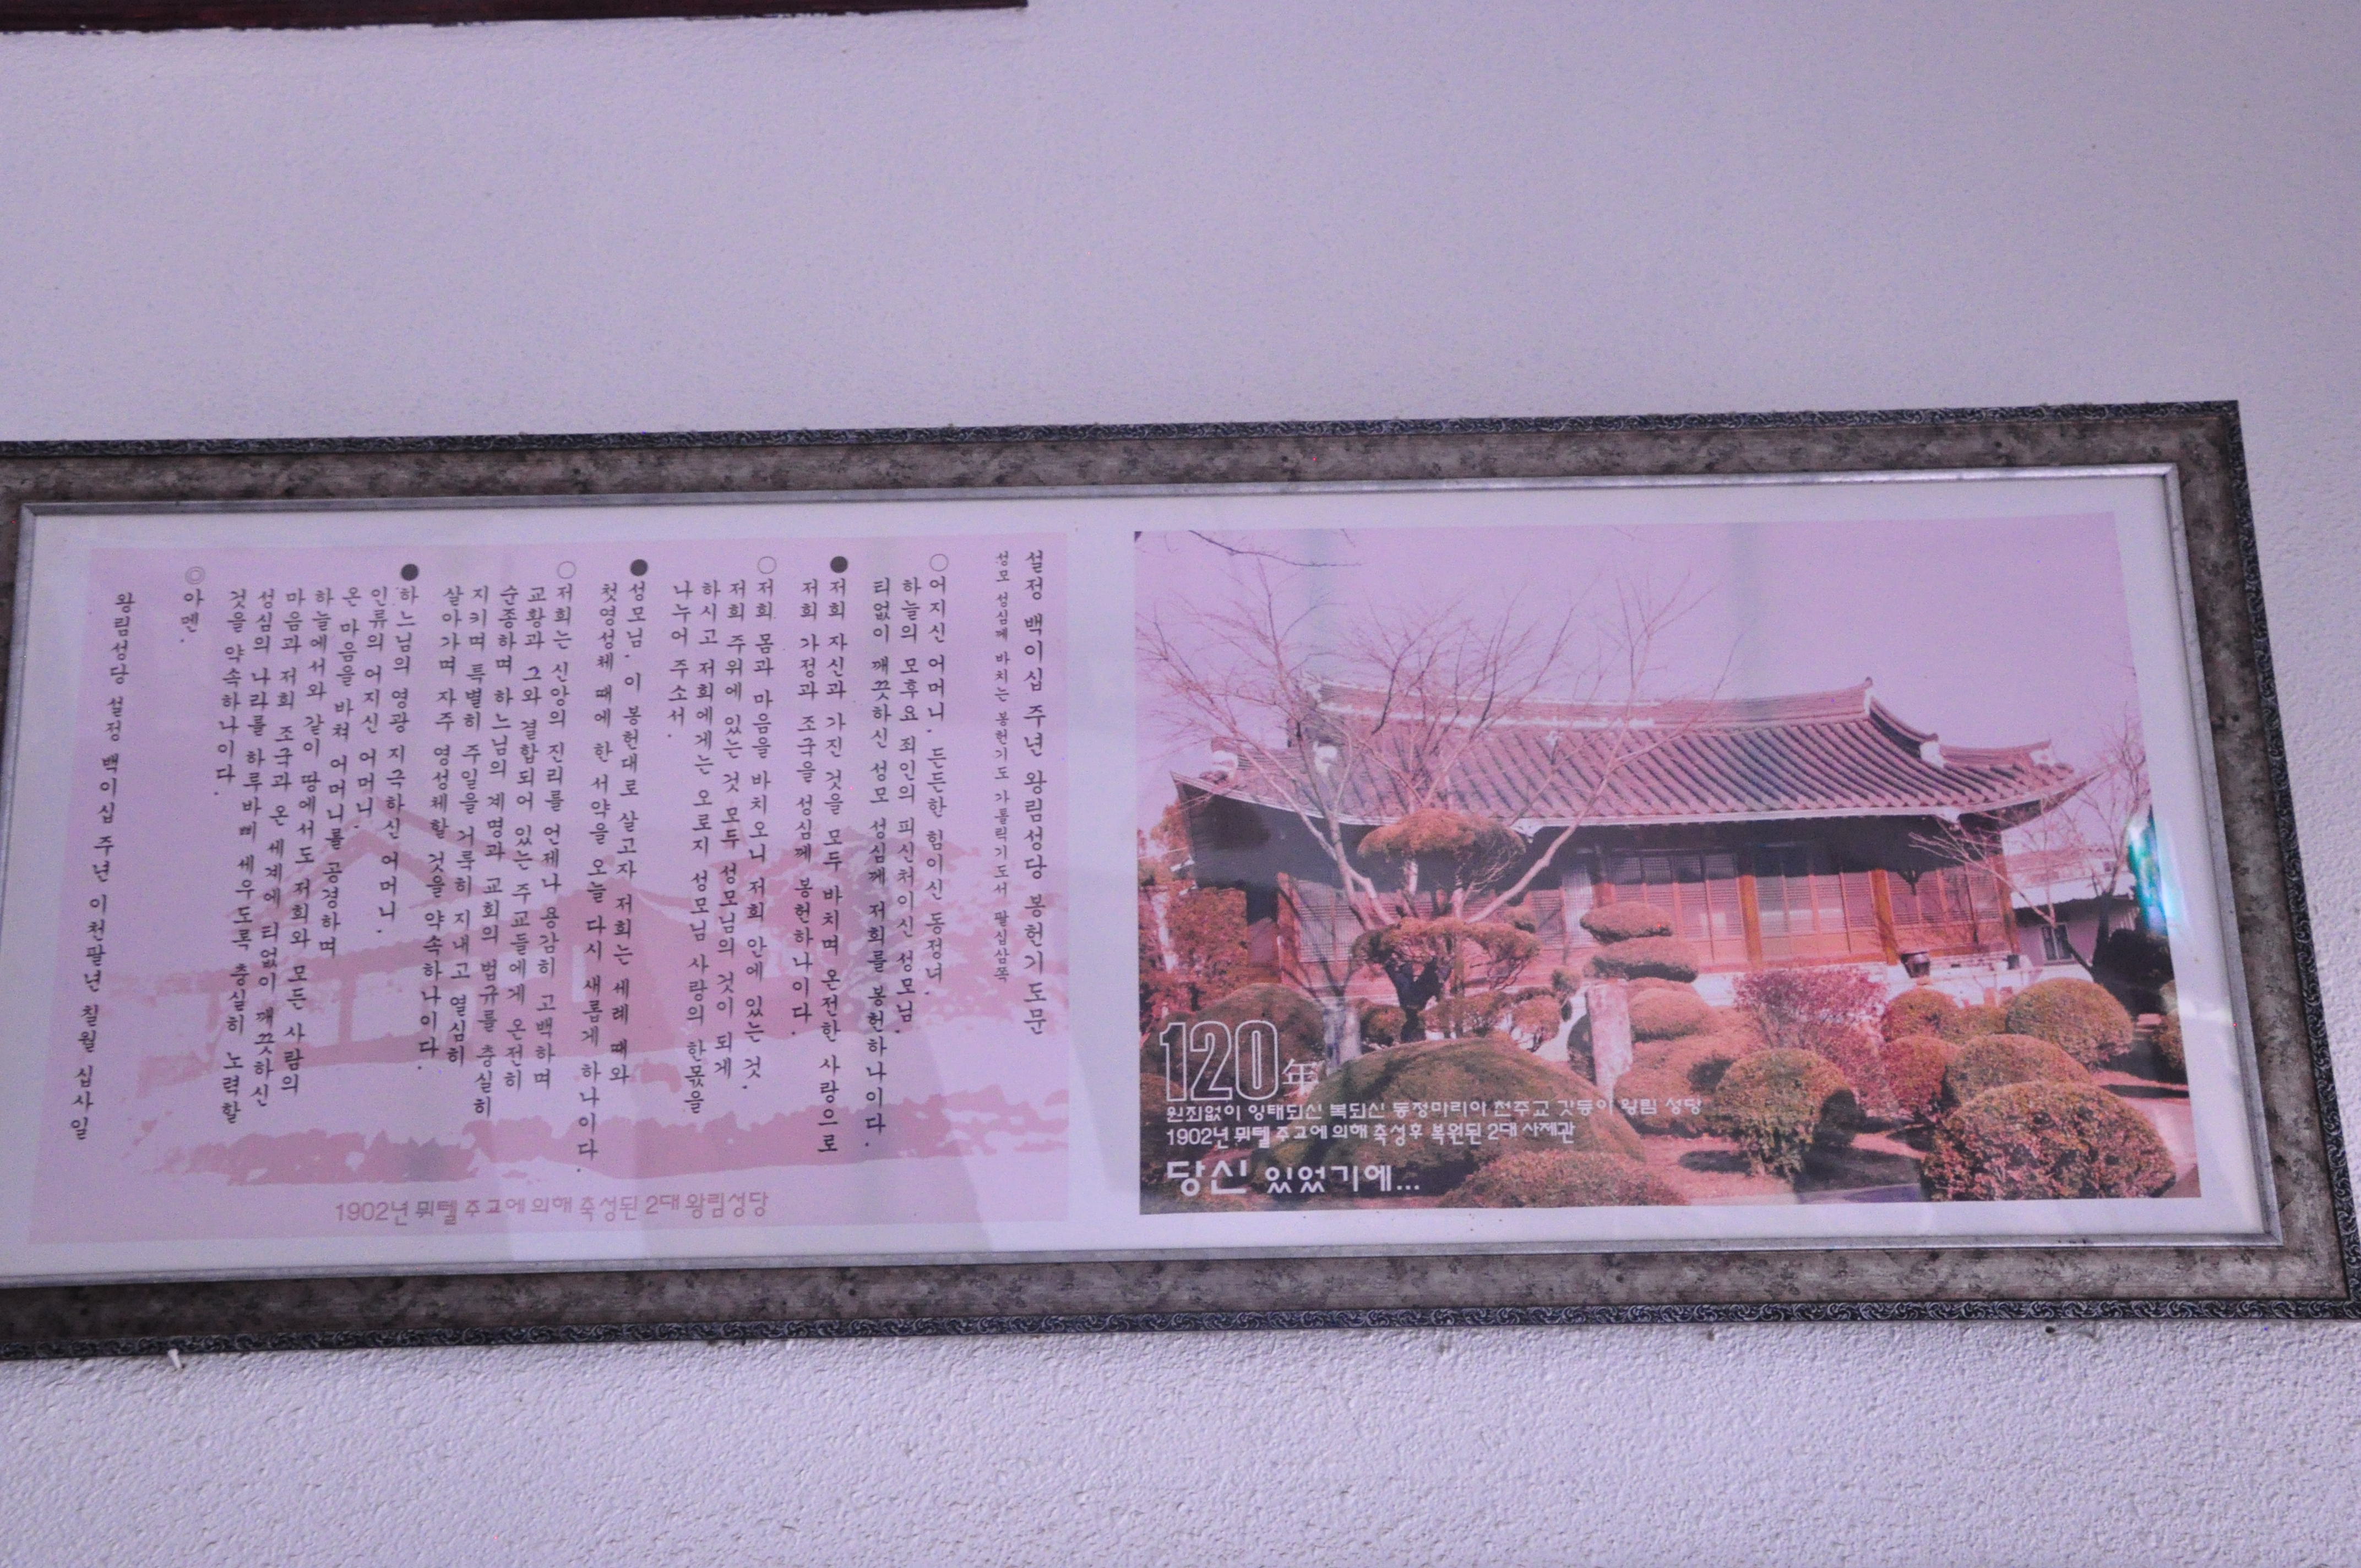 설정 백이십 주년 왕림성당 봉헌기도문
성모 성심께 바치는 봉헌기도 가톨릭기도서 팔십삼쪽
○어지신 어머니. 든든한 힘이신 동정녀.
하늘의 모후요 죄인의 피신처이신 성모님.
티없이 깨끗하신 성모 성심께 저희를 봉헌하나이다.
●저희 자신과 가진 것을 모두 바치며 온전한 사랑으로
저희 가정과 조국을 성심께 봉헌하나이다.
○저희 몸과 마음을 바치오니 저희 안에 있는 것.
저희 주위에 있는 것 모두 성모님의 것이 되게
하시고 저희에게는 오로지 성모님 사랑의 한몫을
나누어 주소서.
●성모님. 이 봉헌대로 살고자 저희는 세례 때와
첫영성체 때에 한 서약을 오늘 다시 새롭게 하나이다.
○저희는 신앙의 진리를 언제나 용감히 고백하며
교황과 그와 결합되어 있는 주교들에게 온전히
순종하며 하느님의 계명과 교회의 법규를 충실히
지키며 특별히 주일을 거룩히 지내고 열심히
살아가며 자주 영성체할 것을 약속하나이다.
●하느님의 영광 지극하신 어머니.
인류의 어지신 어머니.
온 마음을 바쳐 어머니를 공경하며
하늘에서와 같이 땅에서도 저희와 모든 사람의
마음과 저희 조국과 온 세계에 티없이 깨끗하신
성심의 나라를 하루바삐 세우도록 충실히 노력할
것을 약속하나이다.
◎아멘.
왕림성당 설정 백이십 주년 이천팔년 칠월 십사일
1902년 뮈텔 주교에 의해 축성된 2대 왕림성당
120年
원죄없이 잉태되신 복되신 동정마리아 천주교 갓등이 왕림 성당
1902년 뮈텔 주교에 의해 축성후 복원된 2대 사제관
당신 있었기에...